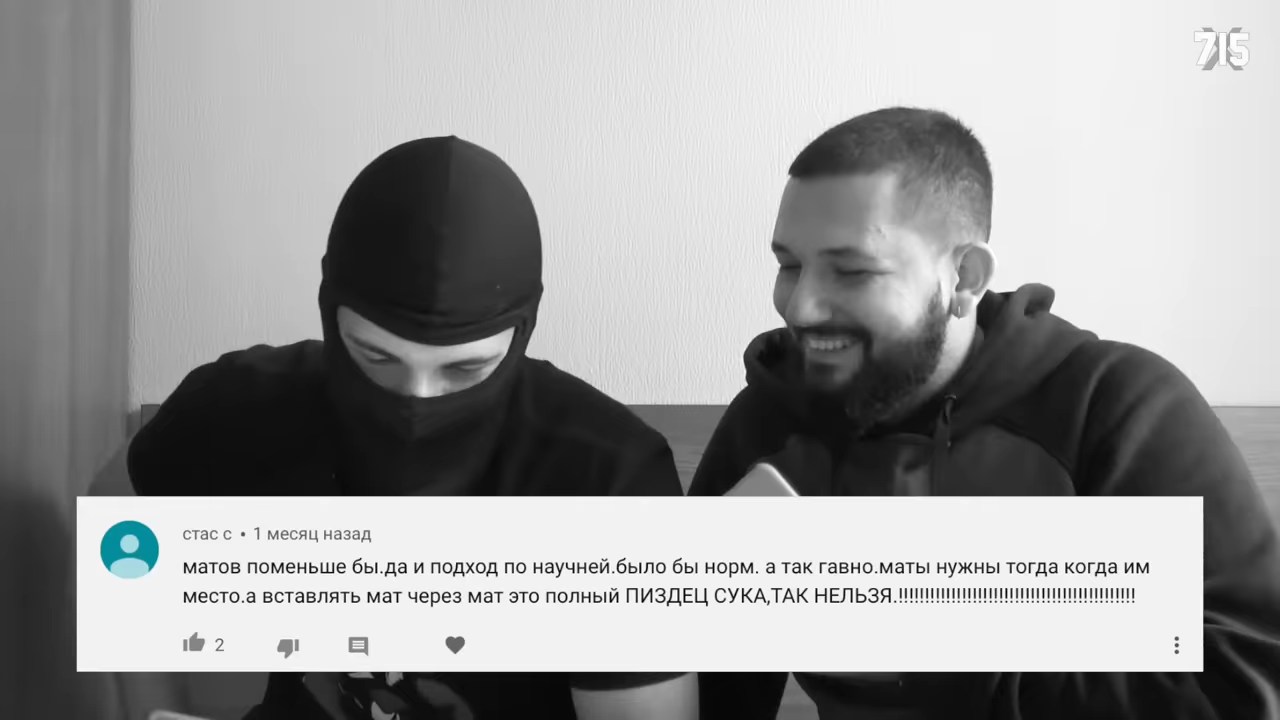 715
стас с • 1 месяц назад
матов поменьше бы.да и подход по научней.было бы норм. а так гавно.маты нужны тогда когда им
место.а вставлять мат через мат это полный ПИЗДЕЦ СУКА,ТАК НЕЛЬЗЯ.!!!!!!!!!!!!!!!!!!!!!!!!!!!!!!!!!!!!!!!!!!!!!
2